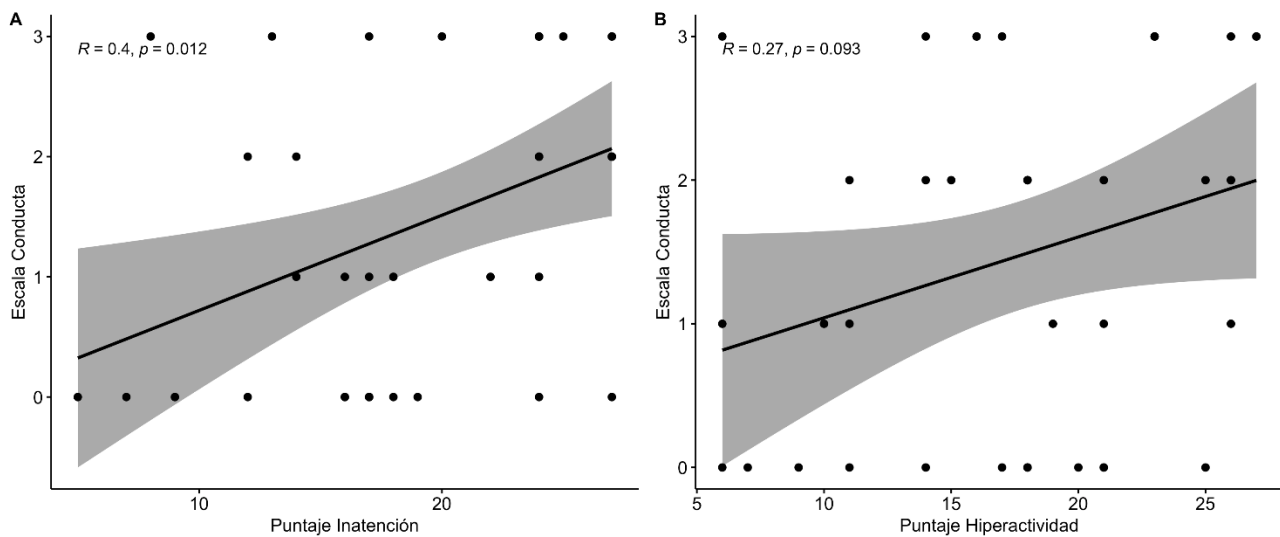 A
R = 0.4, p = 0.012
3
2
1
0
Escala Conducta
10 20
Puntaje Inatención
B
R = 0.27, p = 0.093
3
2
1
0
Escala Conducta
5 10 15 20 25
Puntaje Hiperactividad